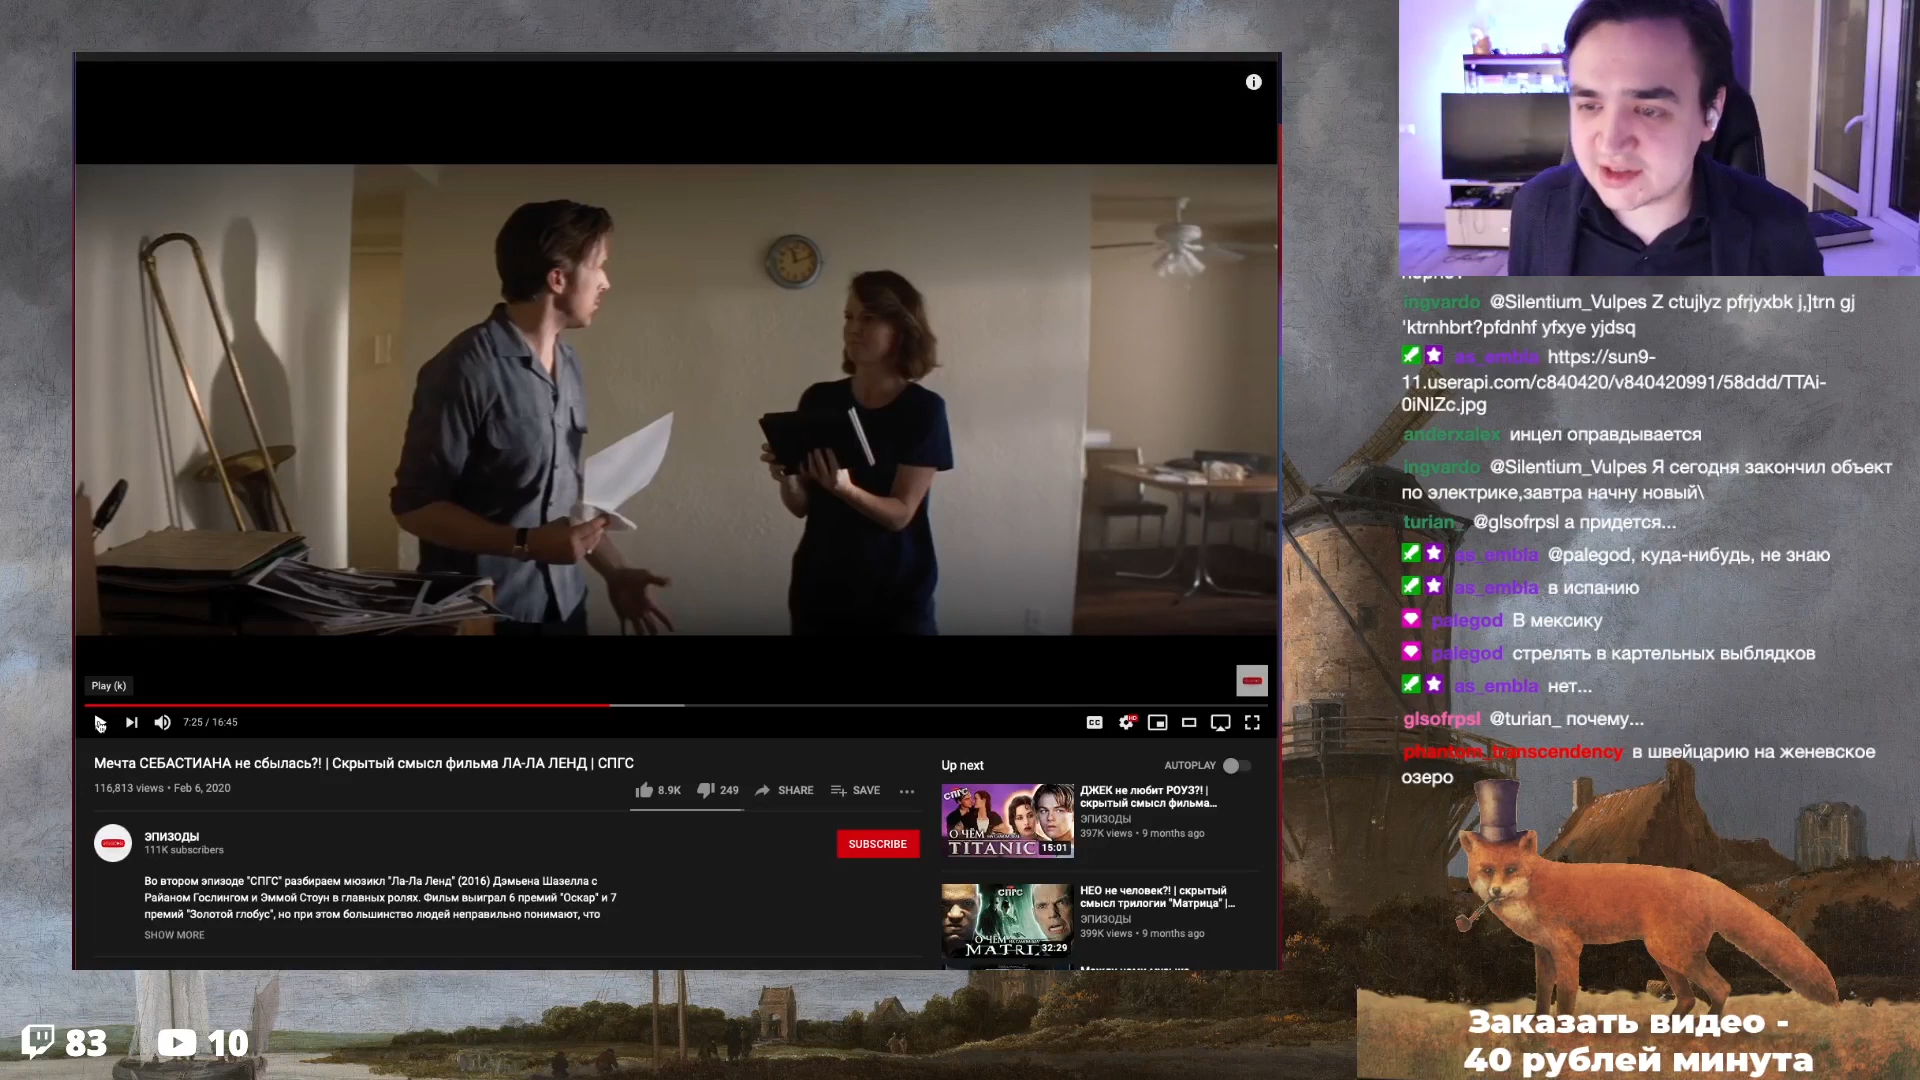 Play (k)
7:25 / 16:45
CC
HD
Мечта СЕБАСТИАНА не сбылась?! | Скрытый смысл фильма ЛА-ЛА ЛЕНД | СПГС
116,813 views • Feb 6, 2020
8.9K
249
SHARE
SAVE
ЭПИЗОДЫ
111K subscribers
SUBSCRIBE
Во втором эпизоде "СПГС" разбираем мюзикл "Ла-Ла Ленд" (2016) Дэмьена Шазелла с
Райаном Гослингом и Эммой Стоун в главных ролях. Фильм выиграл 6 премий "Оскар" и 7
премий "Золотой глобус", но при этом большинство людей неправильно понимают, что
SHOW MORE
Up next
AUTOPLAY
СПГС
О ЧЁМ
TITANIC
15:01
ДЖЕК не любит РОУЗ?! |
скрытый смысл фильма...
ЭПИЗОДЫ
397K views • 9 months ago
СПГС
О ЧЁМ
MATRIX
32:29
НЕО не человек?! | скрытый
смысл трилогии "Матрица" |...
ЭПИЗОДЫ
399K views • 9 months ago
ingvardo @Silentium_Vulpes Z ctujlyz pfrjyxbk j,]trn gj
'ktrnhbrt?pfdnhf yfxye yjdsq
as_embla https://sun9-
11.userapi.com/c840420/v840420991/58ddd/TTAi-
0iNIZc.jpg
anderxalex инцел оправдывается
ingvardo @Silentium_Vulpes Я сегодня закончил объект
по электрике,завтра начну новый\
turian_ @glsofrpsl а придется...
as_embla @palegod, куда-нибудь, не знаю
as_embla в испанию
palegod В мексику
palegod стрелять в картельных выблядков
as_embla нет...
glsofrpsl @turian_ почему...
phantom_transcendency в швейцарию на женевское
озеро
83
10
Заказать видео -
40 рублей минута